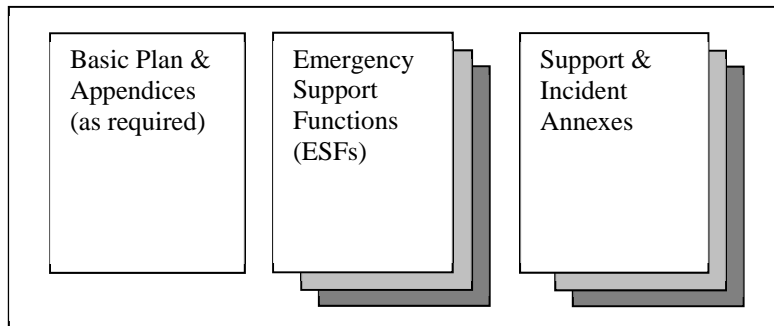 Basic Plan &
Appendices
(as required)
Emergency
Support
Functions
(ESFs)
Support &
Incident
Annexes